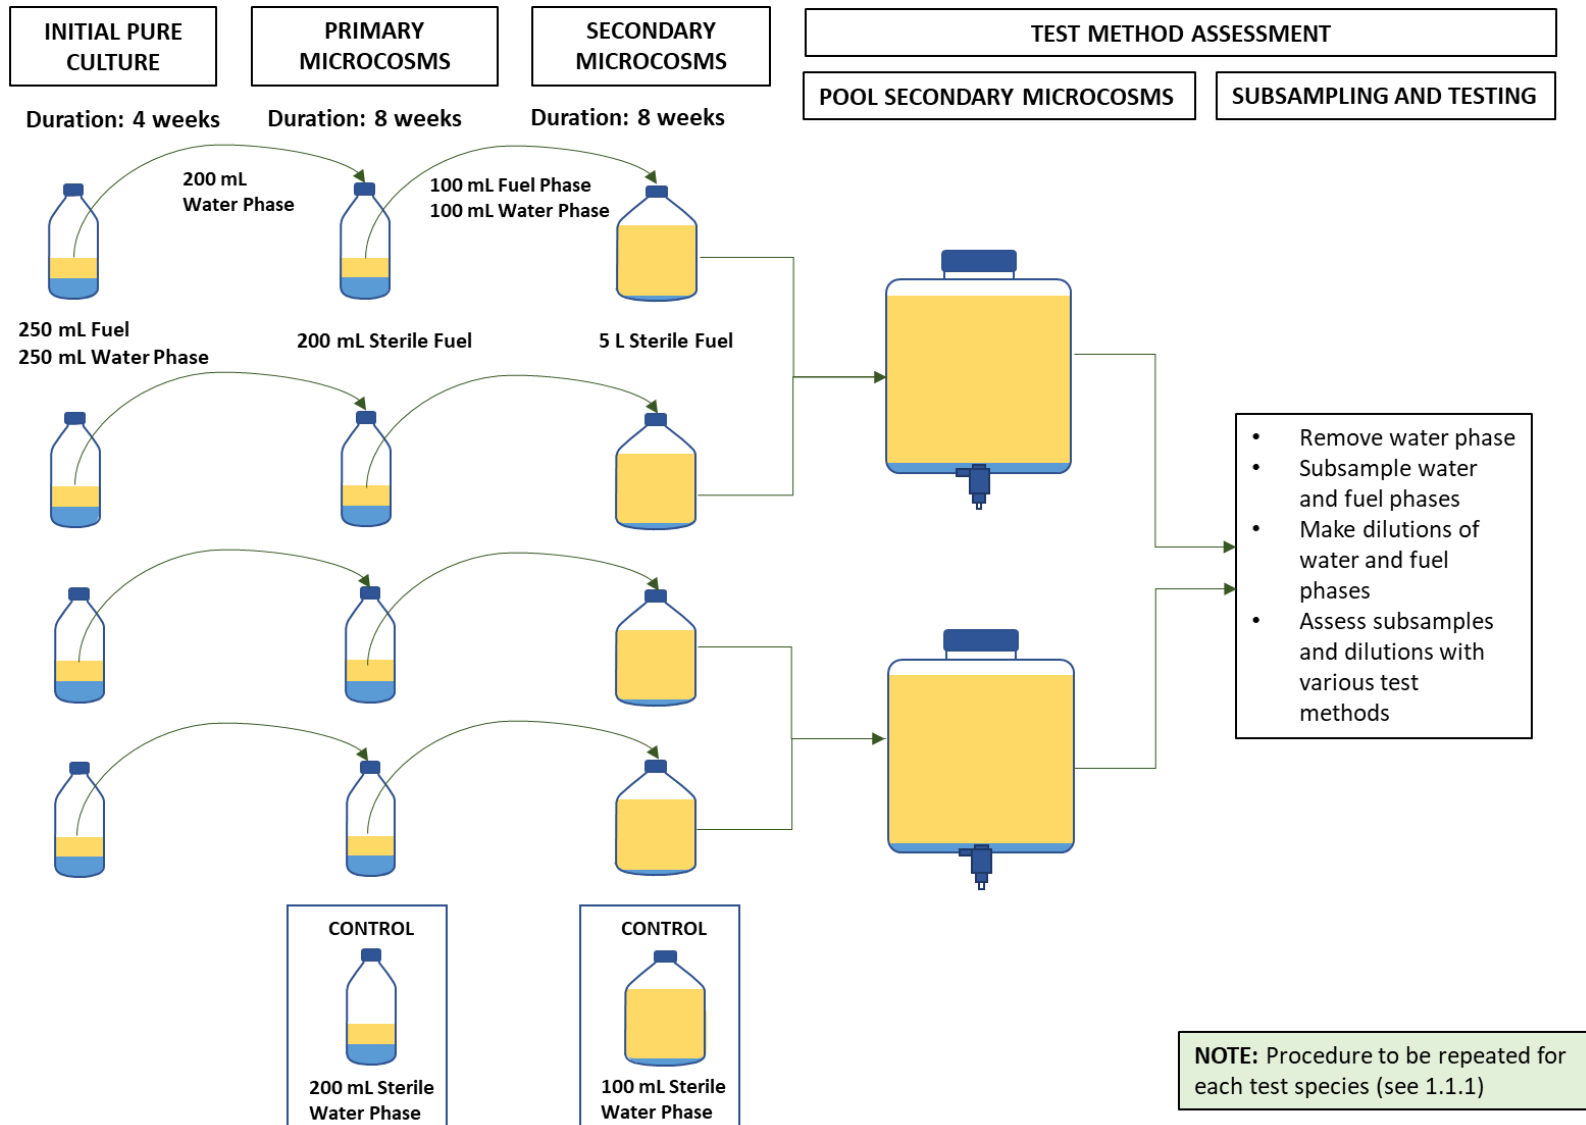 INITIAL PURE
CULTURE
PRIMARY
MICROCOSMS
SECONDARY
MICROCOSMS
TEST METHOD ASSESSMENT
POOL SECONDARY MICROCOSMS
SUBSAMPLING AND TESTING
Duration: 4 weeks
Duration: 8 weeks
Duration: 8 weeks
200 mL
Water Phase
100 mL Fuel Phase
100 mL Water Phase
250 mL Fuel
250 mL Water Phase
200 mL Sterile Fuel
5 L Sterile Fuel
• Remove water phase
• Subsample water
and fuel phases
• Make dilutions of
water and fuel
phases
• Assess subsamples
and dilutions with
various test
methods
CONTROL
200 mL Sterile
Water Phase
CONTROL
100 mL Sterile
Water Phase
NOTE: Procedure to be repeated for
each test species (see 1.1.1)